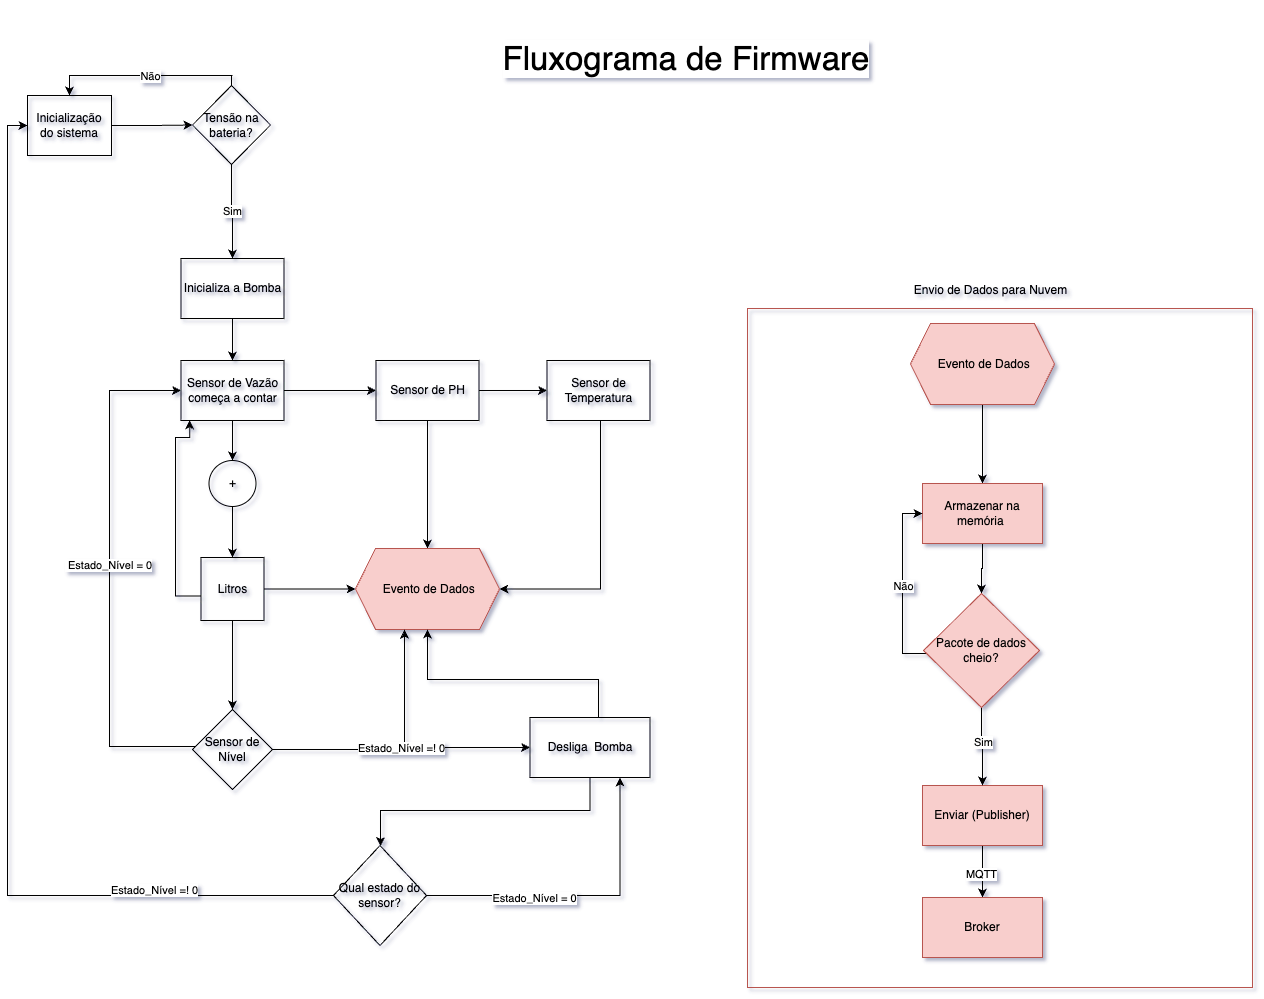 Fluxograma de Firmware
Não
Inicialização
do sistema
Tensão na
bateria?
Sim
Inicializa a Bomba
Sensor de Vazão
começa a contar
Sensor de PH
Sensor de
Temperatura
+
Estado_Nível = 0
Litros
Evento de Dados
Sensor de
Nível
Estado_Nível =! 0
Desliga Bomba
Qual estado do
sensor?
Estado_Nível =! 0
Estado_Nível = 0
Envio de Dados para Nuvem
Evento de Dados
Armazenar na
memória
Não
Pacote de dados
cheio?
Sim
Enviar (Publisher)
MQTT
Broker